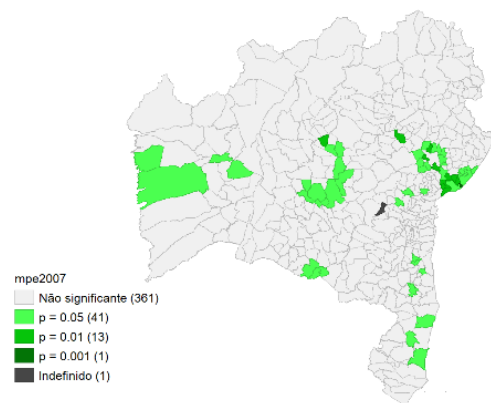 mpe2007
Não significante (361)
p = 0.05 (41)
p = 0.01 (13)
p = 0.001 (1)
Indefinido (1)